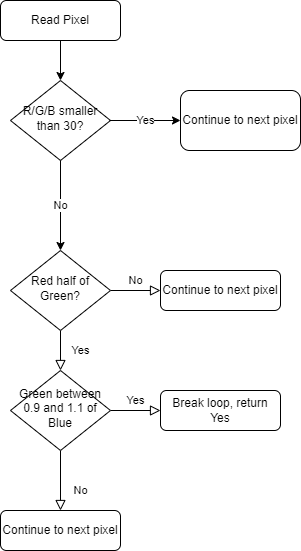 Read Pixel
R/G/B smaller
than 30?
Yes
Continue to next pixel
No
Red half of
Green?
No
Continue to next pixel
Yes
Green between
0.9 and 1.1 of
Blue
Yes
Break loop, return
Yes
No
Continue to next pixel